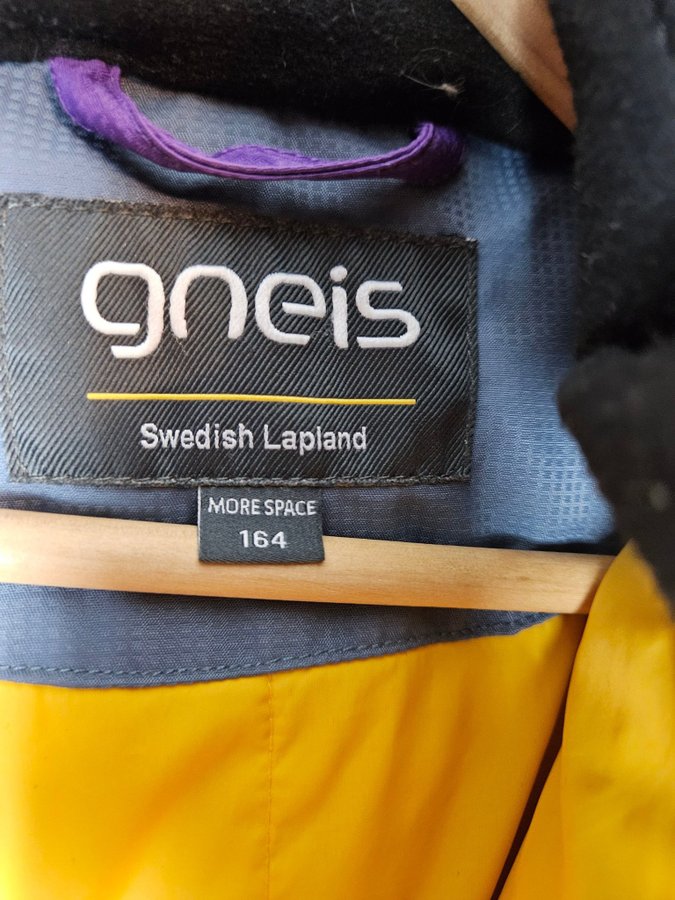 gneis
Swedish Lapland
MORE SPACE
164